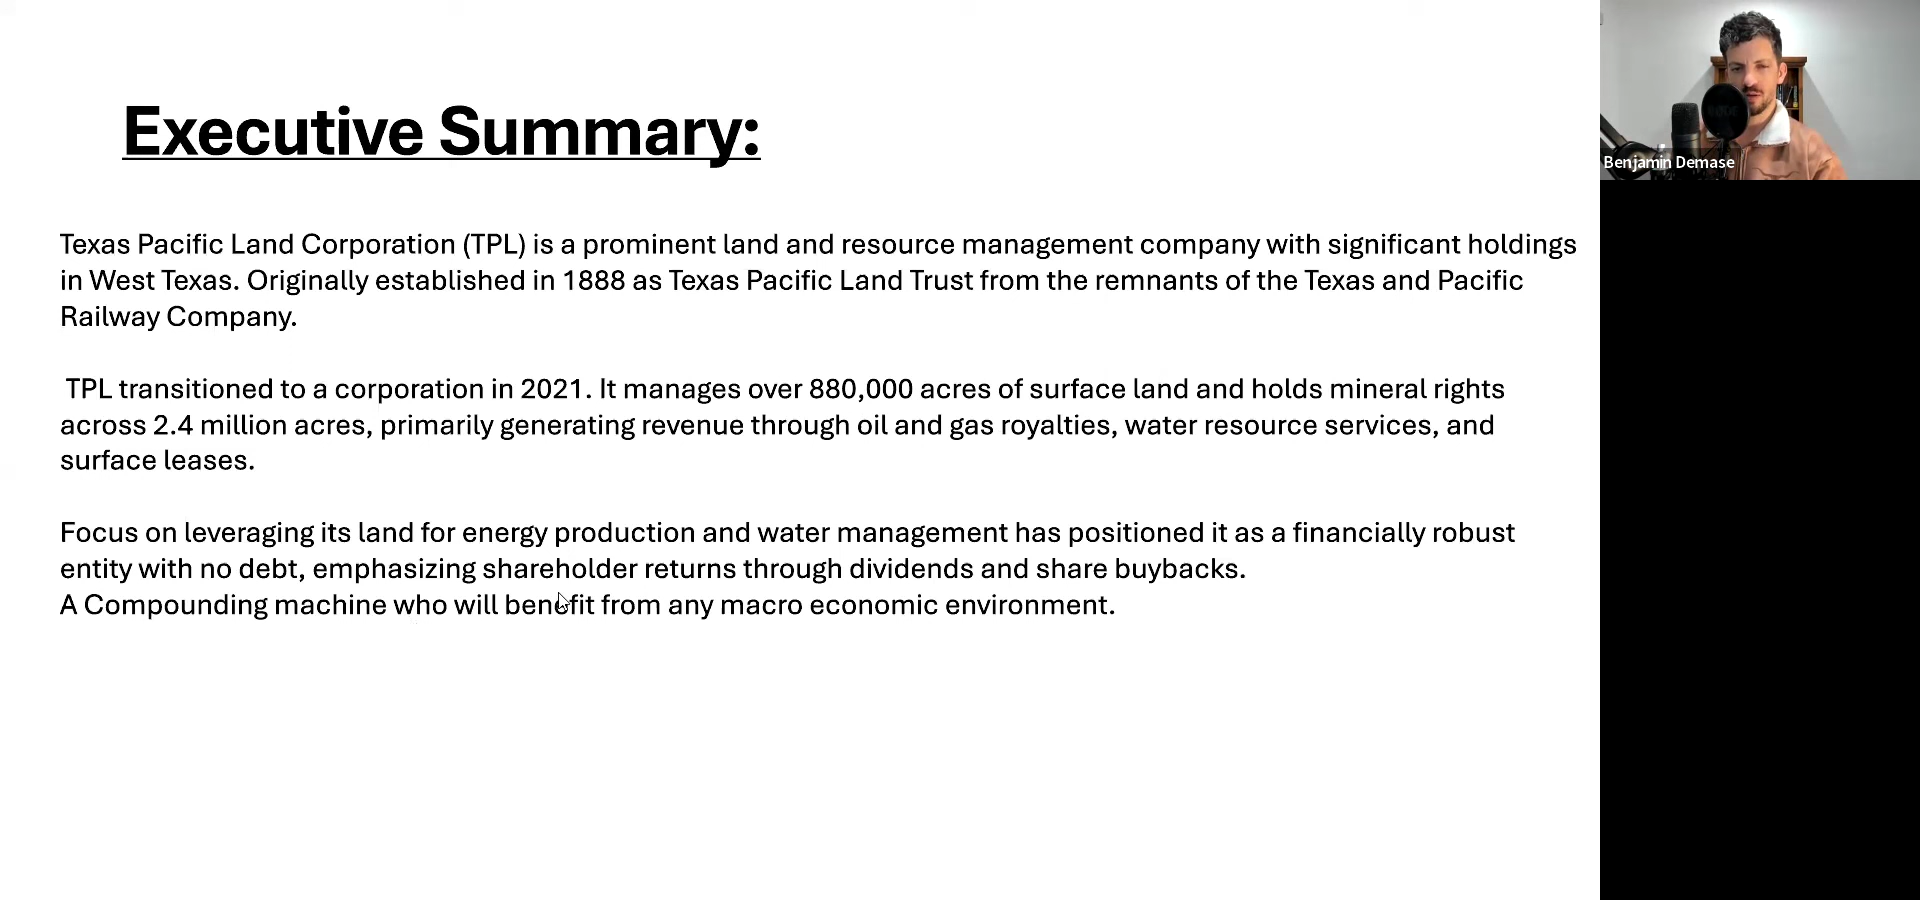 Executive Summary:
Texas Pacific Land Corporation (TPL) is a prominent land and resource management company with significant holdings
in West Texas. Originally established in 1888 as Texas Pacific Land Trust from the remnants of the Texas and Pacific
Railway Company.
TPL transitioned to a corporation in 2021. It manages over 880,000 acres of surface land and holds mineral rights
across 2.4 million acres, primarily generating revenue through oil and gas royalties, water resource services, and
surface leases.
Focus on leveraging its land for energy production and water management has positioned it as a financially robust
entity with no debt, emphasizing shareholder returns through dividends and share buybacks.
A Compounding machine who will benefit from any macro economic environment.
Benjamin Demase